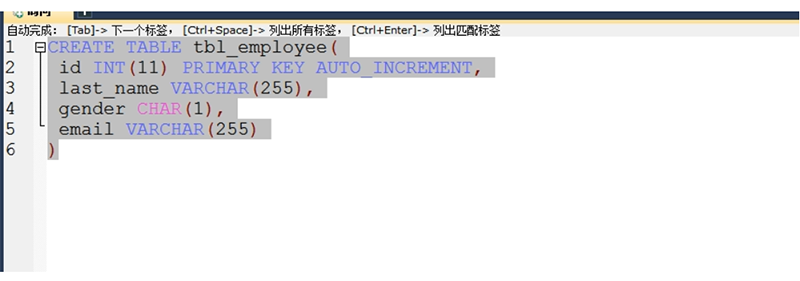 自动完成： [Tab]-> 下一个标签， [Ctrl+Space]-> 列出所有标签， [Ctrl+Enter]-> 列出匹配标签
1 CREATE TABLE tbl_employee(
2 id INT(11) PRIMARY KEY AUTO_INCREMENT,
3 last_name VARCHAR(255),
4 gender CHAR(1),
5 email VARCHAR(255)
6 )